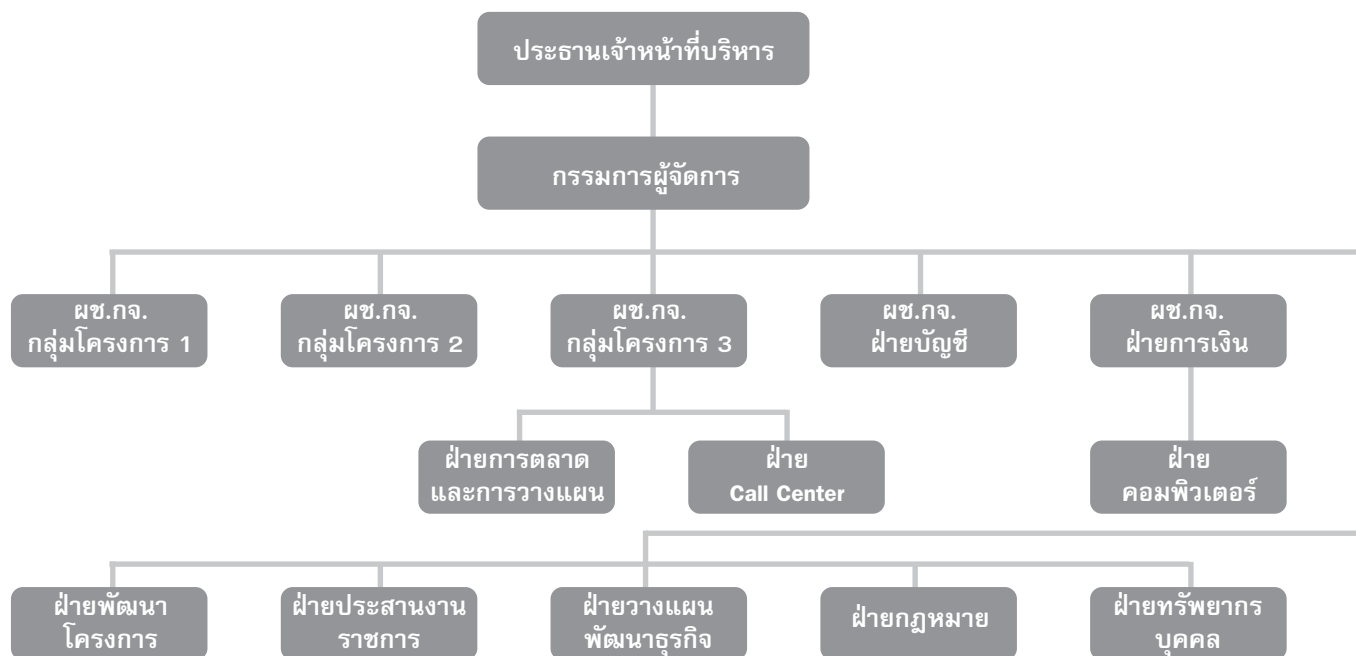 ประธานเจ้าหน้าที่บริหาร
กรรมการผู้จัดการ
ผช.กจ.
กลุ่มโครงการ 1
ผช.กจ.
กลุ่มโครงการ 2
ผช.กจ.
กลุ่มโครงการ 3
ผช.กจ.
ฝ่ายบัญชี
ผช.กจ.
ฝ่ายการเงิน
ฝ่ายการตลาด
และการวางแผน
ฝ่าย
Call Center
ฝ่าย
คอมพิวเตอร์
ฝ่ายพัฒนา
โครงการ
ฝ่ายประสานงาน
ราชการ
ฝ่ายวางแผน
พัฒนาธุรกิจ
ฝ่ายกฎหมาย
ฝ่ายทรัพยากร
บุคคล